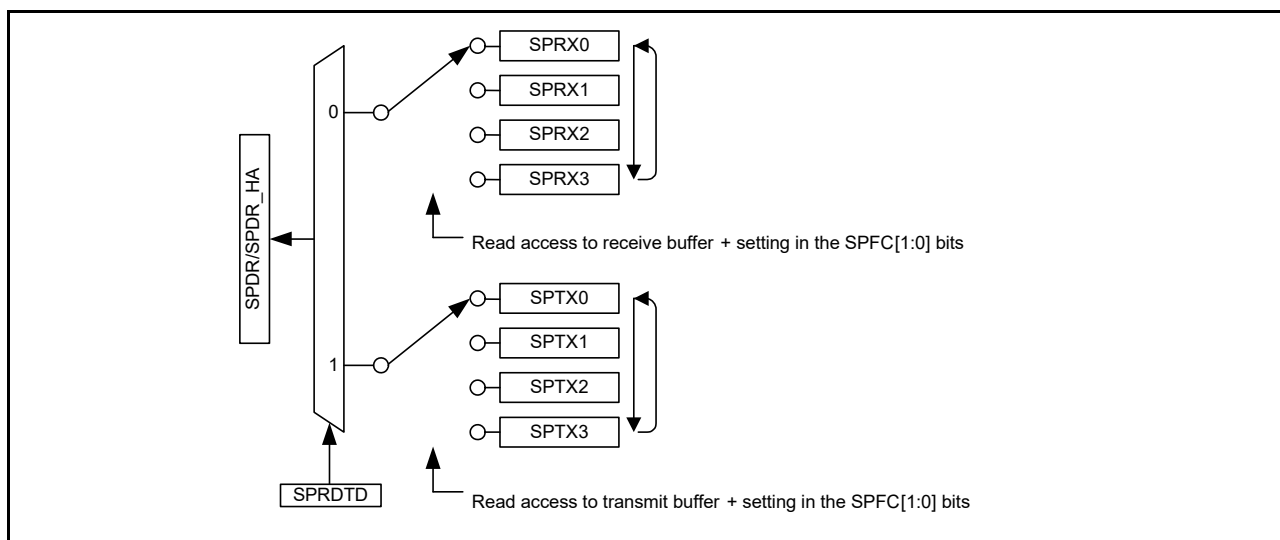 SPRX0
SPRX1
0
SPRX2
SPRX3
SPDR/SPDR_HA
Read access to receive buffer + setting in the SPFC[1:0] bits
SPTX0
SPTX1
1
SPTX2
SPTX3
SPRDTD
Read access to transmit buffer + setting in the SPFC[1:0] bits